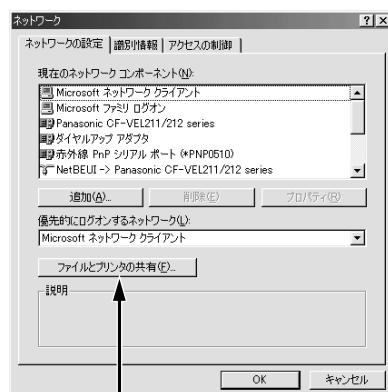 ネットワーク
ネットワークの設定 識別情報 アクセスの制御
現在のネットワーク コンポーネント(N):
Microsoft ネットワーク クライアント
Microsoft ファミリ ログオン
Panasonic CF-VEL211/212 series
ダイヤルアップ アダプタ
赤外線 PnP シリアル ポート (*PNP0510)
NetBEUI -> Panasonic CF-VEL211/212 series
追加(A)... 削除(E) プロパティ(R)
優先的にログオンするネットワーク(L):
Microsoft ネットワーク クライアント
ファイルとプリンタの共有(F)...
説明
OK キャンセル